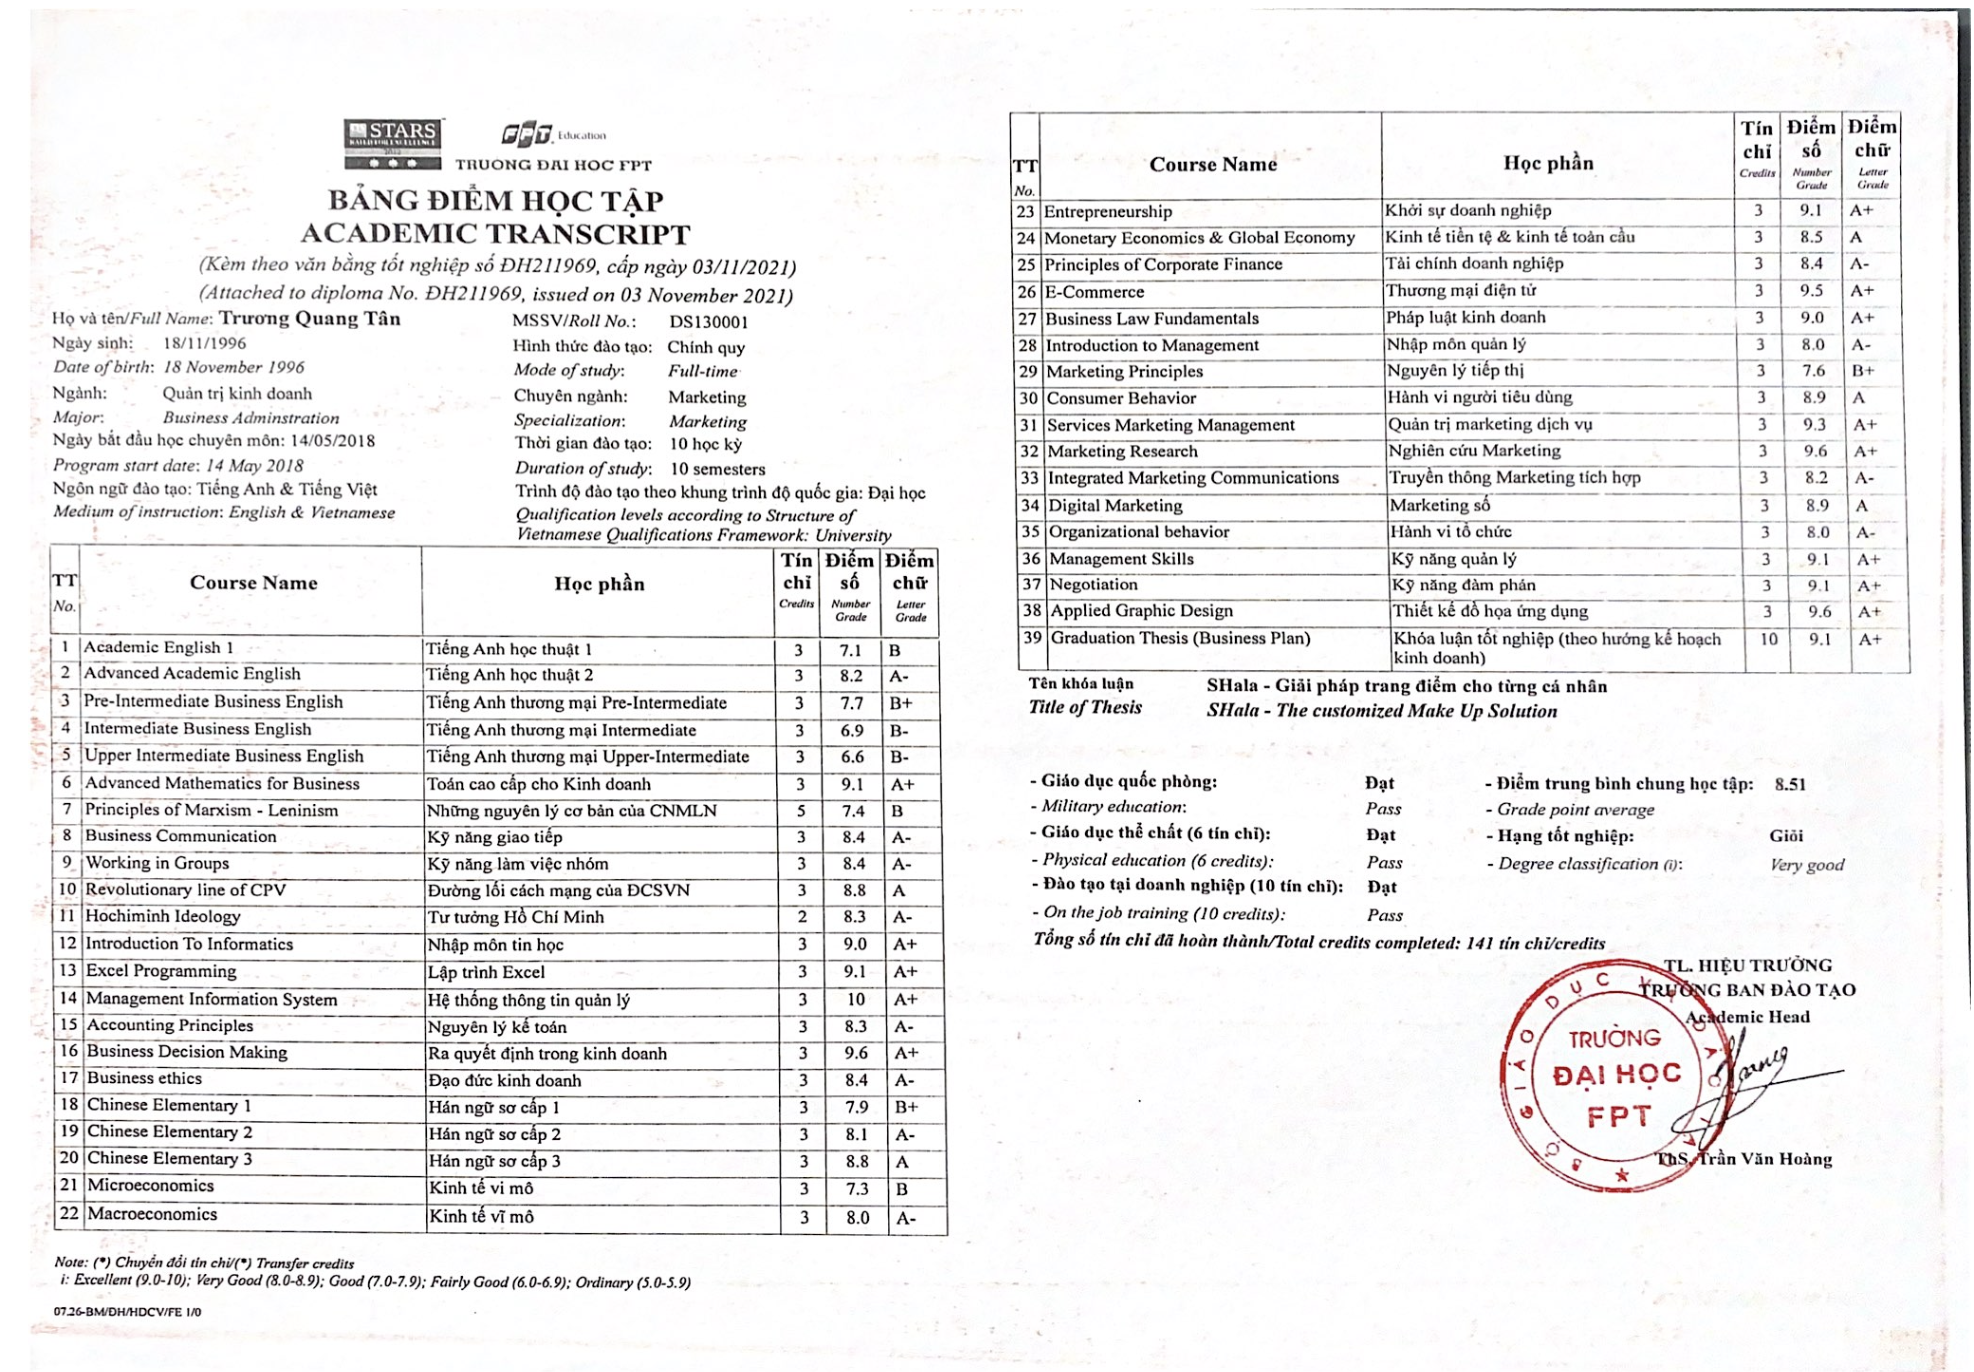 STARS
RATED FOR EXCELLENCE
FPT Education
TRƯỜNG ĐẠI HỌC FPT
BẢNG ĐIỂM HỌC TẬP
ACADEMIC TRANSCRIPT
(Kèm theo văn bằng tốt nghiệp số ĐH211969, cấp ngày 03/11/2021)
(Attached to diploma No. ĐH211969, issued on 03 November 2021)
Họ và tên/Full Name: Trương Quang Tân
Ngày sinh: 18/11/1996
Date of birth: 18 November 1996
Ngành: Quản trị kinh doanh
Major: Business Adminstration
Ngày bắt đầu học chuyên môn: 14/05/2018
Program start date: 14 May 2018
Ngôn ngữ đào tạo: Tiếng Anh & Tiếng Việt
Medium of instruction: English & Vietnamese
MSSV/Roll No.: DS130001
Hình thức đào tạo: Chính quy
Mode of study: Full-time
Chuyên ngành: Marketing
Specialization: Marketing
Thời gian đào tạo: 10 học kỳ
Duration of study: 10 semesters
Trình độ đào tạo theo khung trình độ quốc gia: Đại học
Qualification levels according to Structure of
Vietnamese Qualifications Framework: University
TT No. Course Name Học phần Tín chỉ Credits Điểm số Number Grade Điểm chữ Letter Grade
1 Academic English 1 Tiếng Anh học thuật 1 3 7.1 B
2 Advanced Academic English Tiếng Anh học thuật 2 3 8.2 A-
3 Pre-Intermediate Business English Tiếng Anh thương mại Pre-Intermediate 3 7.7 B+
4 Intermediate Business English Tiếng Anh thương mại Intermediate 3 6.9 B-
5 Upper Intermediate Business English Tiếng Anh thương mại Upper-Intermediate 3 6.6 B-
6 Advanced Mathematics for Business Toán cao cấp cho Kinh doanh 3 9.1 A+
7 Principles of Marxism - Leninism Những nguyên lý cơ bản của CNMLN 5 7.4 B
8 Business Communication Kỹ năng giao tiếp 3 8.4 A-
9 Working in Groups Kỹ năng làm việc nhóm 3 8.4 A-
10 Revolutionary line of CPV Đường lối cách mạng của ĐCSVN 3 8.8 A
11 Hochiminh Ideology Tư tưởng Hồ Chí Minh 2 8.3 A-
12 Introduction To Informatics Nhập môn tin học 3 9.0 A+
13 Excel Programming Lập trình Excel 3 9.1 A+
14 Management Information System Hệ thống thông tin quản lý 3 10 A+
15 Accounting Principles Nguyên lý kế toán 3 8.3 A-
16 Business Decision Making Ra quyết định trong kinh doanh 3 9.6 A+
17 Business ethics Đạo đức kinh doanh 3 8.4 A-
18 Chinese Elementary 1 Hán ngữ sơ cấp 1 3 7.9 B+
19 Chinese Elementary 2 Hán ngữ sơ cấp 2 3 8.1 A-
20 Chinese Elementary 3 Hán ngữ sơ cấp 3 3 8.8 A
21 Microeconomics Kinh tế vi mô 3 7.3 B
22 Macroeconomics Kinh tế vĩ mô 3 8.0 A-
Note: (*) Chuyển đổi tín chỉ/(*) Transfer credits
i: Excellent (9.0-10); Very Good (8.0-8.9); Good (7.0-7.9); Fairly Good (6.0-6.9); Ordinary (5.0-5.9)
07.26-BM/ĐH/HDCV/FE 1/0
TT No. Course Name Học phần Tín chỉ Credits Điểm số Number Grade Điểm chữ Letter Grade
23 Entrepreneurship Khởi sự doanh nghiệp 3 9.1 A+
24 Monetary Economics & Global Economy Kinh tế tiền tệ & kinh tế toàn cầu 3 8.5 A
25 Principles of Corporate Finance Tài chính doanh nghiệp 3 8.4 A-
26 E-Commerce Thương mại điện tử 3 9.5 A+
27 Business Law Fundamentals Pháp luật kinh doanh 3 9.0 A+
28 Introduction to Management Nhập môn quản lý 3 8.0 A-
29 Marketing Principles Nguyên lý tiếp thị 3 7.6 B+
30 Consumer Behavior Hành vi người tiêu dùng 3 8.9 A
31 Services Marketing Management Quản trị marketing dịch vụ 3 9.3 A+
32 Marketing Research Nghiên cứu Marketing 3 9.6 A+
33 Integrated Marketing Communications Truyền thông Marketing tích hợp 3 8.2 A-
34 Digital Marketing Marketing số 3 8.9 A
35 Organizational behavior Hành vi tổ chức 3 8.0 A-
36 Management Skills Kỹ năng quản lý 3 9.1 A+
37 Negotiation Kỹ năng đàm phán 3 9.1 A+
38 Applied Graphic Design Thiết kế đồ họa ứng dụng 3 9.6 A+
39 Graduation Thesis (Business Plan) Khóa luận tốt nghiệp (theo hướng kế hoạch kinh doanh) 10 9.1 A+
Tên khóa luận SHala - Giải pháp trang điểm cho từng cá nhân
Title of Thesis SHala - The customized Make Up Solution
- Giáo dục quốc phòng: Đạt
- Military education: Pass
- Giáo dục thể chất (6 tín chỉ): Đạt
- Physical education (6 credits): Pass
- Đào tạo tại doanh nghiệp (10 tín chỉ): Đạt
- On the job training (10 credits): Pass
- Điểm trung bình chung học tập: 8.51
- Grade point average
- Hạng tốt nghiệp: Giỏi
- Degree classification (i): Very good
Tổng số tín chỉ đã hoàn thành/Total credits completed: 141 tín chỉ/credits
TL. HIỆU TRƯỞNG
TRƯỞNG BAN ĐÀO TẠO
Academic Head
BỘ GIÁO DỤC VÀ ĐÀO TẠO
TRƯỜNG
ĐẠI HỌC
FPT
ThS. Trần Văn Hoàng